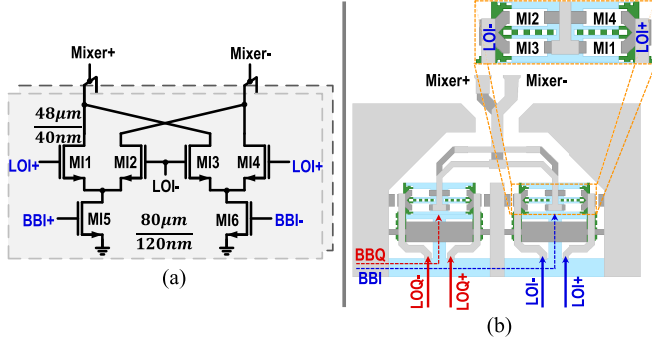 Mixer+
Mixer-
48μm
40nm
LOI+
MI1
MI2
MI3
MI4
LOI+
LOI-
BBI+
MI5
80μm
120nm
MI6
BBI-
(a)
LOI-
MI2
MI4
LOI+
MI3
MI1
Mixer+
Mixer-
BBQ
BBI
LOQ-
LOQ+
LOI-
LOI+
(b)